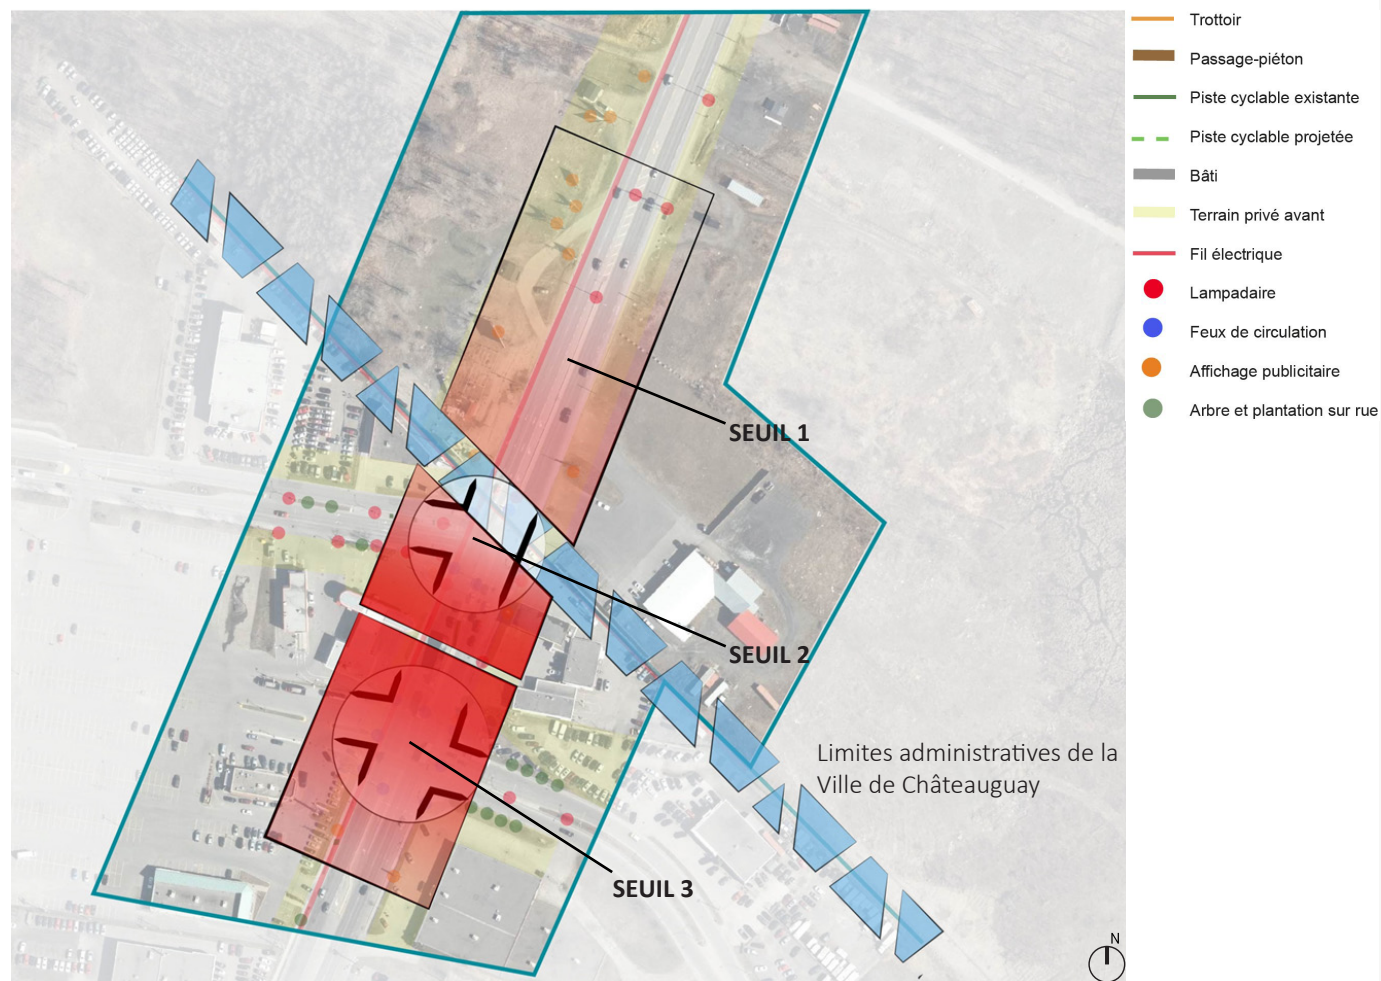 Trottoir
Passage-piéton
Piste cyclable existante
Piste cyclable projetée
Bâti
Terrain privé avant
Fil électrique
Lampadaire
Feux de circulation
Affichage publicitaire
Arbre et plantation sur rue
SEUIL 1
SEUIL 2
Limites administratives de la
Ville de Châteauguay
SEUIL 3
N